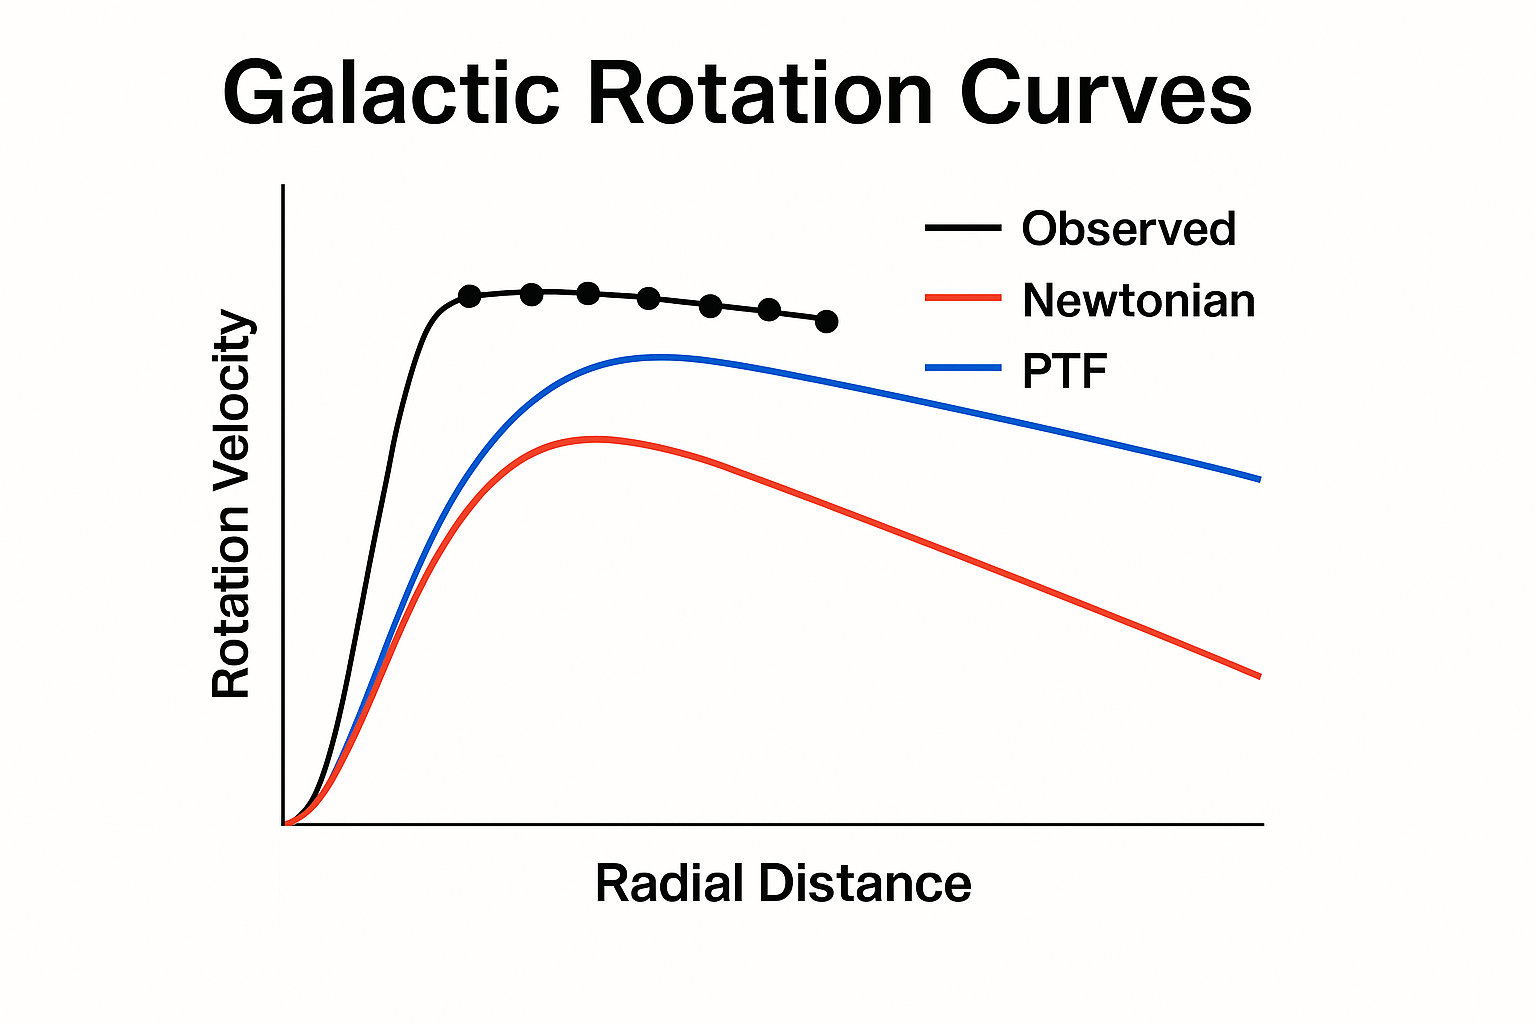 Galactic Rotation Curves
Observed
Newtonian
PTF
Rotation Velocity
Radial Distance